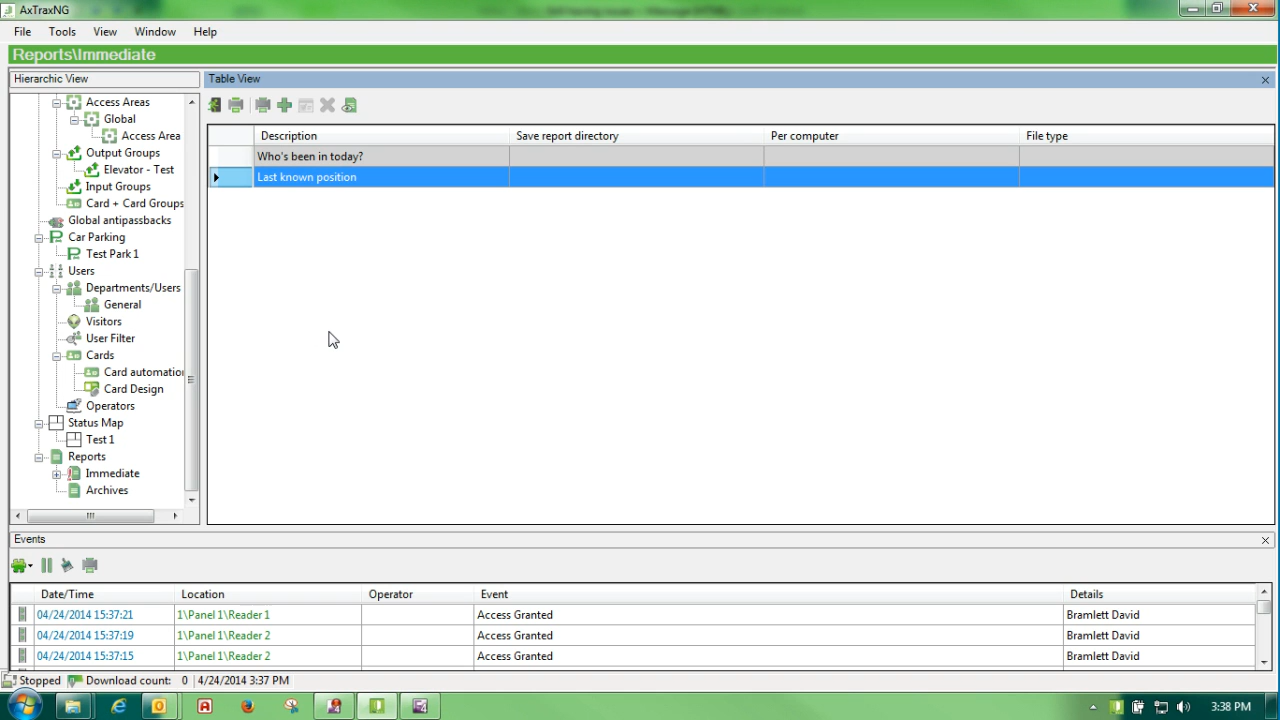 AxTraxNG
File Tools View Window Help
Reports\Immediate
Hierarchic View
Access Areas
Global
Access Area
Output Groups
Elevator - Test
Input Groups
Card + Card Groups
Global antipassbacks
Car Parking
Test Park 1
Users
Departments/Users
General
Visitors
User Filter
Cards
Card automation
Card Design
Operators
Status Map
Test 1
Reports
Immediate
Archives
Table View
Description Save report directory Per computer File type
Who's been in today?
Last known position
Events
Date/Time Location Operator Event Details
04/24/2014 15:37:21 1\Panel 1\Reader 1 Access Granted Bramlett David
04/24/2014 15:37:19 1\Panel 1\Reader 2 Access Granted Bramlett David
04/24/2014 15:37:15 1\Panel 1\Reader 2 Access Granted Bramlett David
Stopped Download count: 0 4/24/2014 3:37 PM
3:38 PM